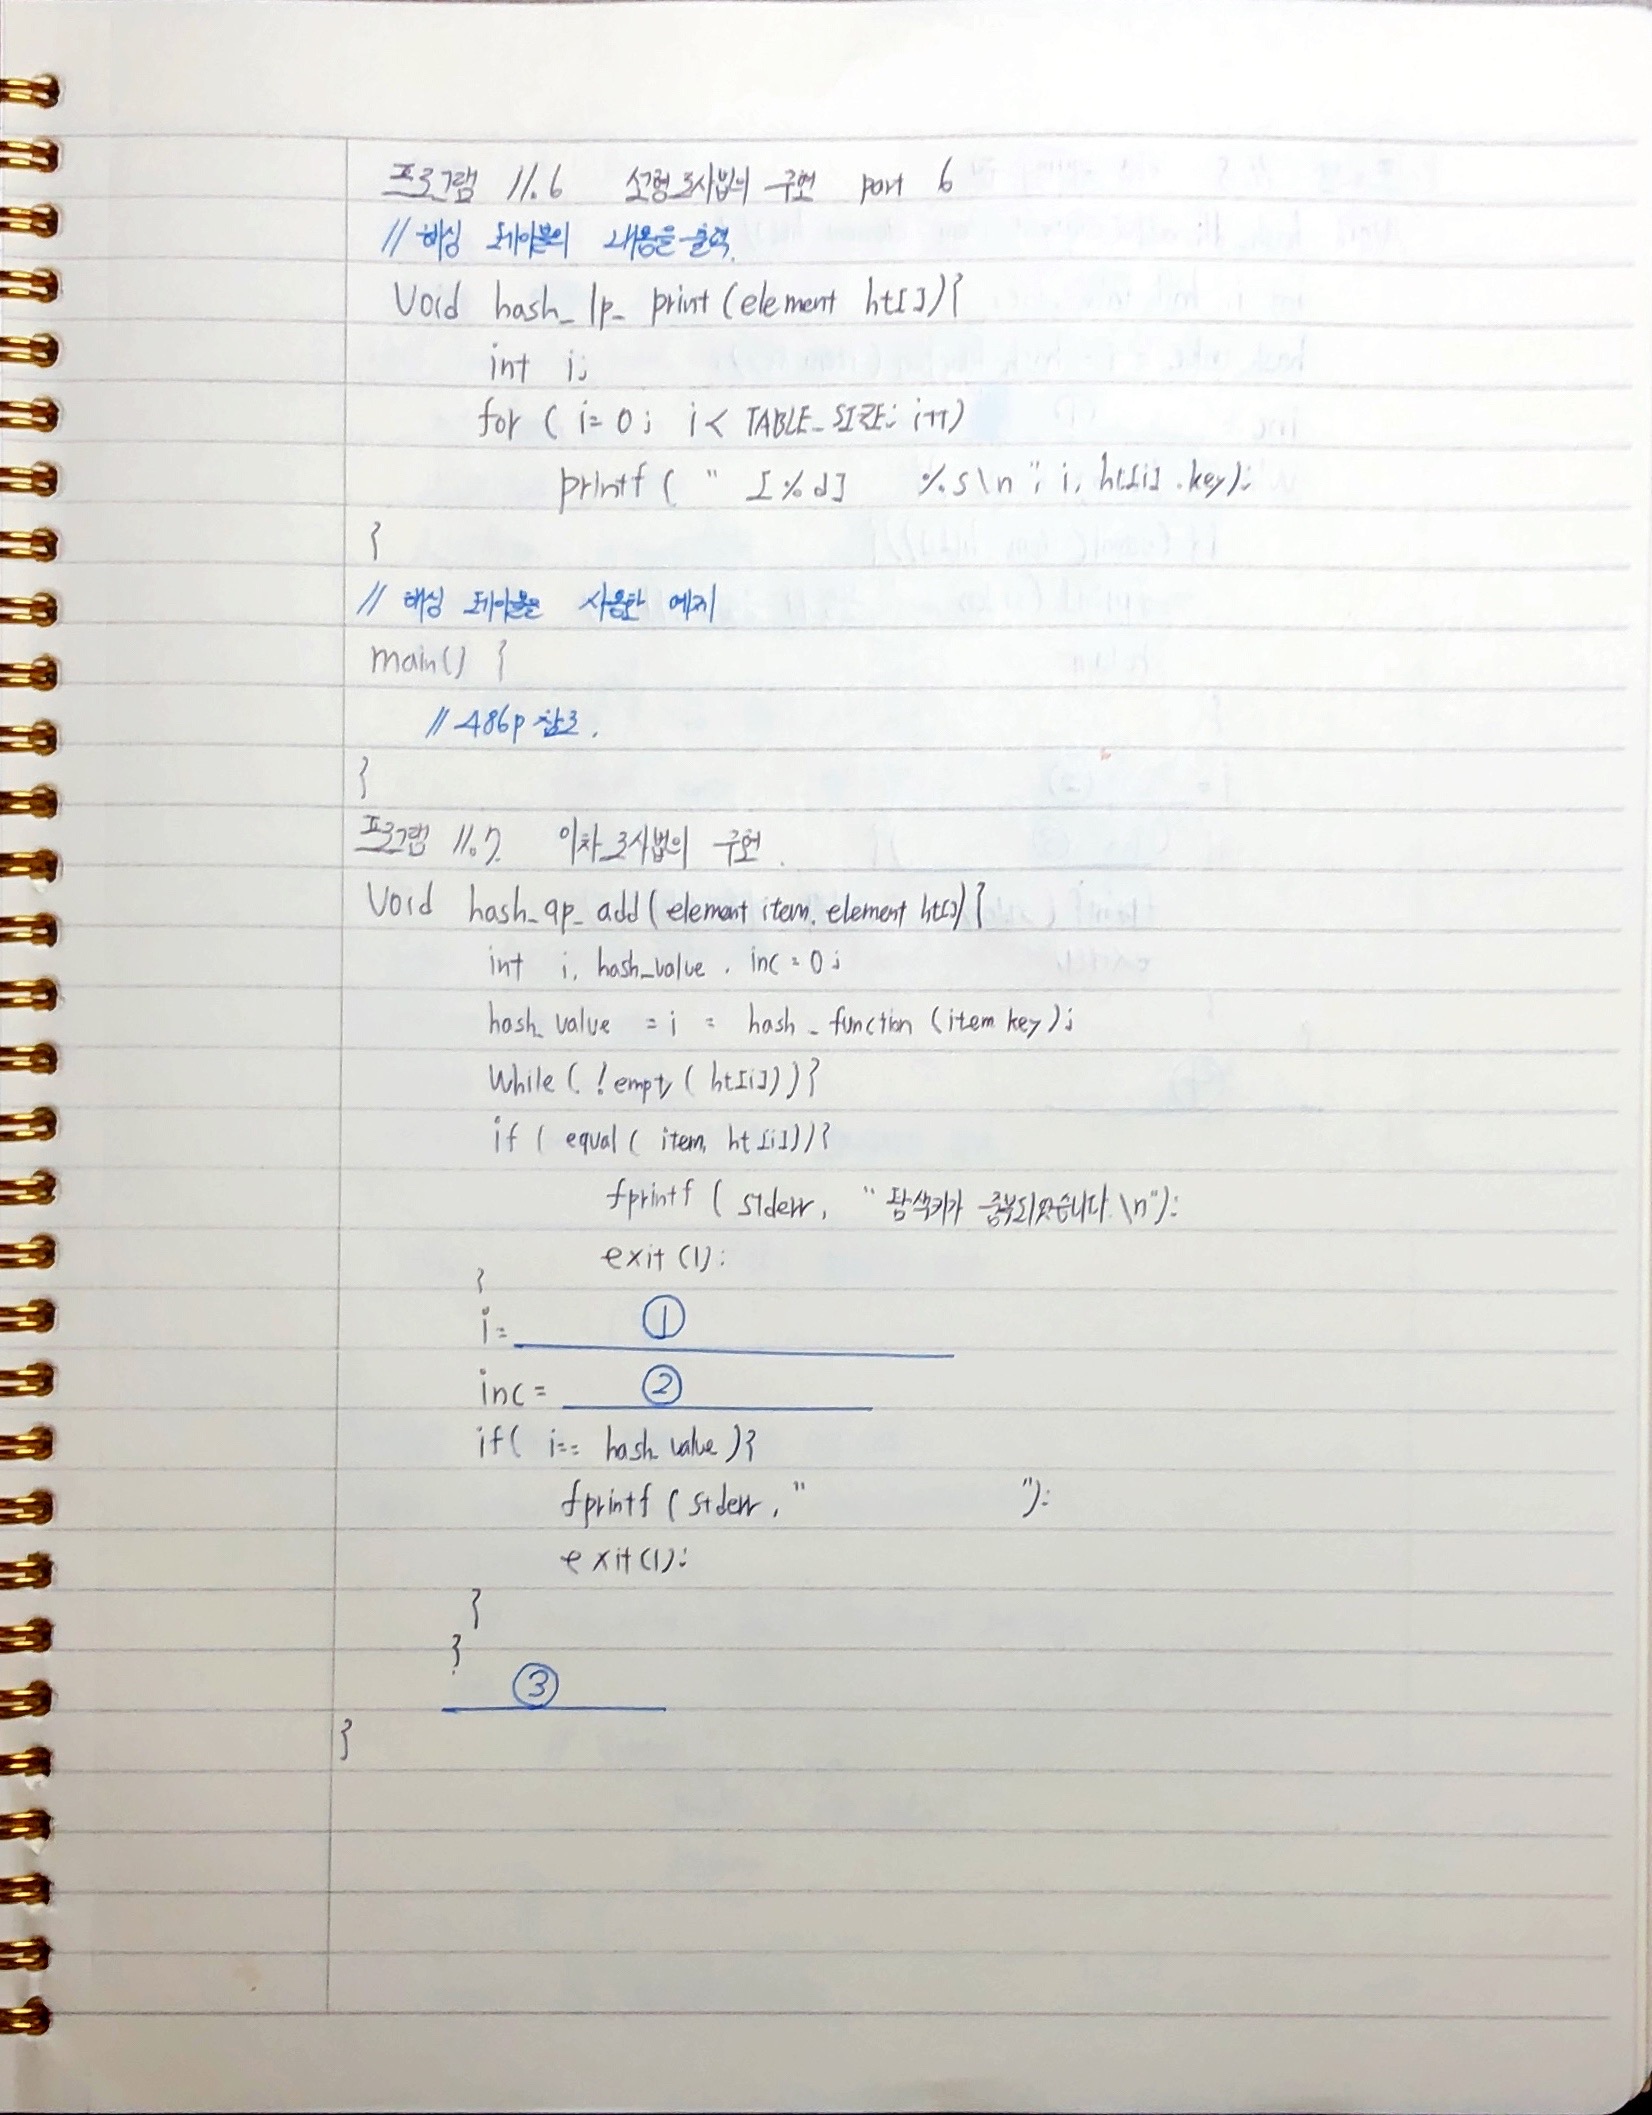 프로그램 11.6 선형조사법의 구현 part 6
// 해싱 테이블의 내용을 출력.
Void hash_lp_print (element ht[]){
int i;
for ( i=0; i< TABLE_SIZE; i++)
printf ( " [%d] %s\n", i, ht[i].key);
}
// 해싱 테이블을 사용한 예제
main() {
// 486p 참조.
}
프로그램 11.7. 이차조사법의 구현.
Void hash_qp_add (element item, element ht[]){
int i, hash_value, inc=0;
hash_value = i = hash_function (item key);
While (!empty( ht[i])){
if ( equal ( item, ht[i])){
fprintf ( stderr, "탐색키가 중복되었습니다.\n");
exit (1);
}
i= ①
inc= ②
if( i== hash_value){
fprintf ( stderr, " ");
exit(1);
}
}
③
}